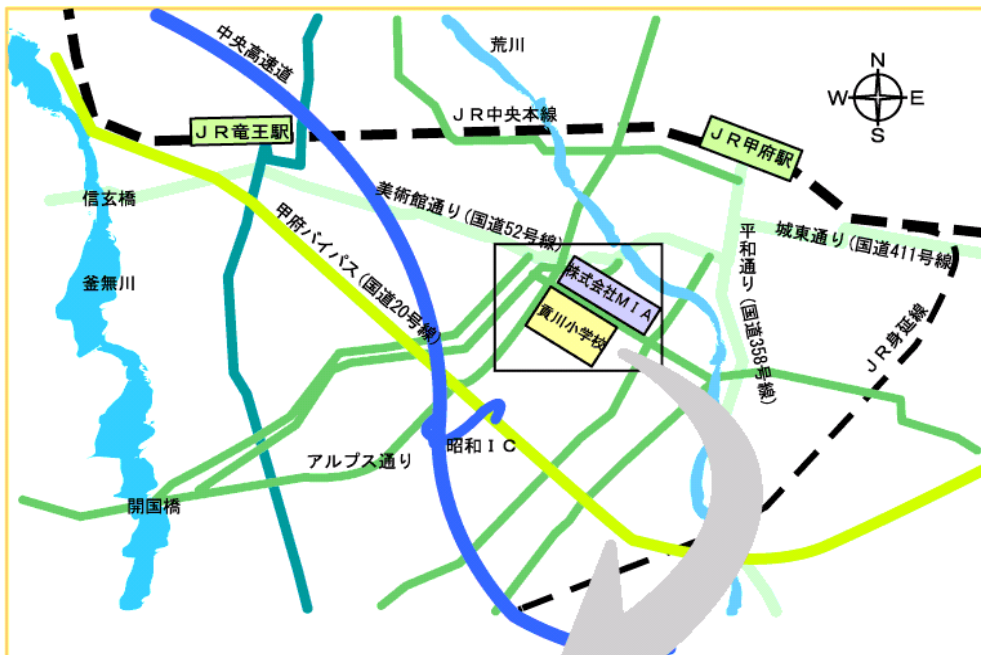 中央高速道
荒川
N
W E
S
JR中央本線
JR竜王駅
JR甲府駅
信玄橋
美術館通り(国道52号線)
平和通り(国道358号線)
城東通り(国道411号線)
甲府バイパス(国道20号線)
釜無川
株式会社MIA
貢川小学校
JR身延線
昭和IC
アルプス通り
開国橋